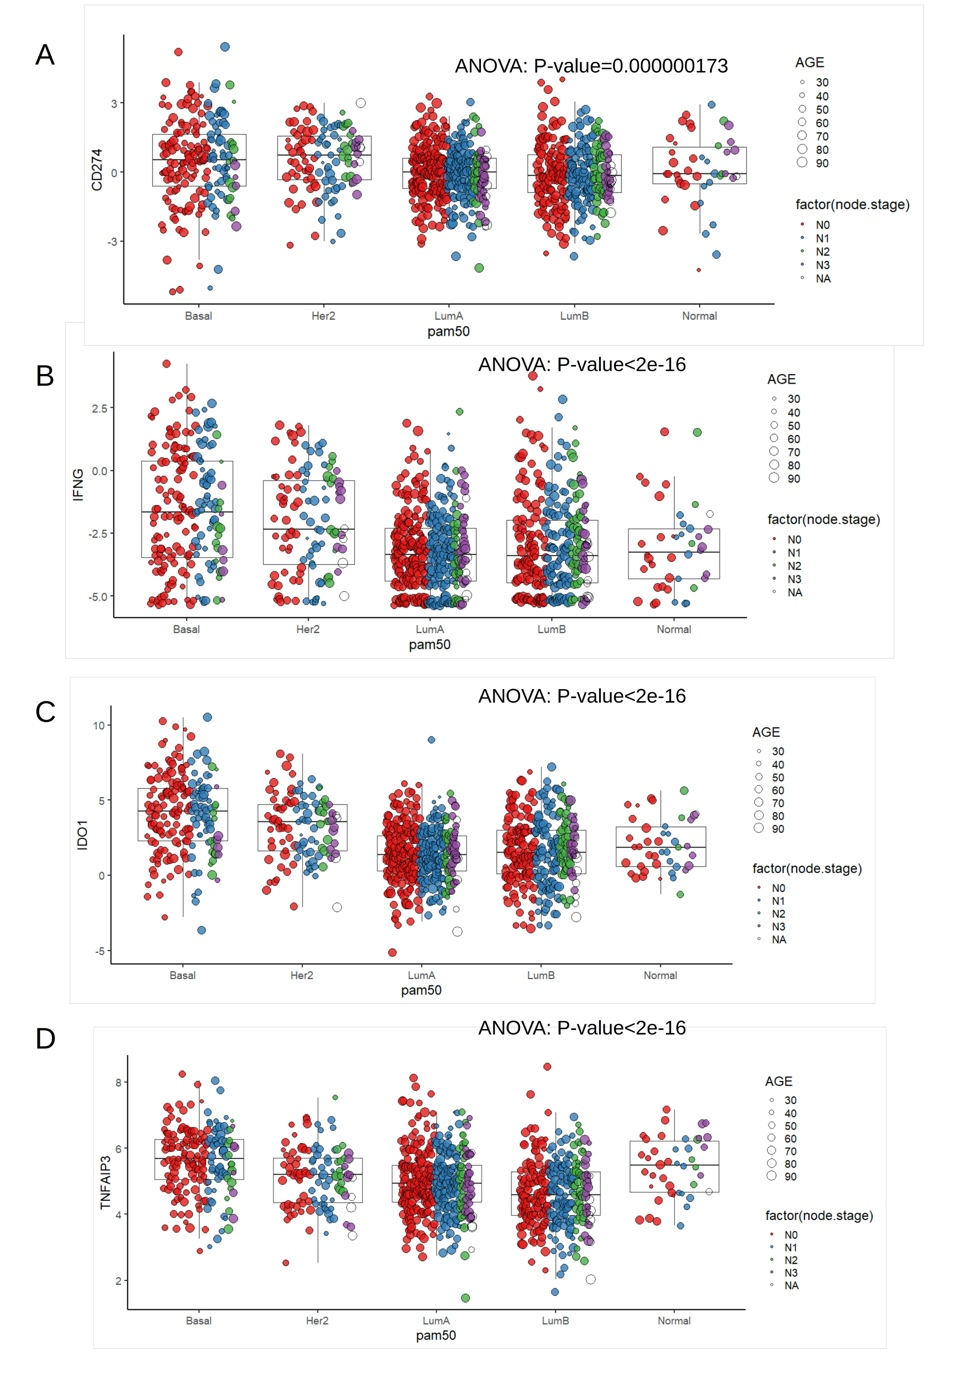 A
ANOVA: P-value=0.000000173
CD274
3
0
-3
Basal
Her2
LumA
LumB
Normal
pam50
AGE
30
40
50
60
70
80
90
factor(node.stage)
N0
N1
N2
N3
NA
B
ANOVA: P-value<2e-16
IFNG
2.5
0.0
-2.5
-5.0
Basal
Her2
LumA
LumB
Normal
pam50
AGE
30
40
50
60
70
80
90
factor(node.stage)
N0
N1
N2
N3
NA
C
ANOVA: P-value<2e-16
IDO1
10
5
0
-5
Basal
Her2
LumA
LumB
Normal
pam50
AGE
30
40
50
60
70
80
90
factor(node.stage)
N0
N1
N2
N3
NA
D
ANOVA: P-value<2e-16
TNFAIP3
8
6
4
2
Basal
Her2
LumA
LumB
Normal
pam50
AGE
30
40
50
60
70
80
90
factor(node.stage)
N0
N1
N2
N3
NA